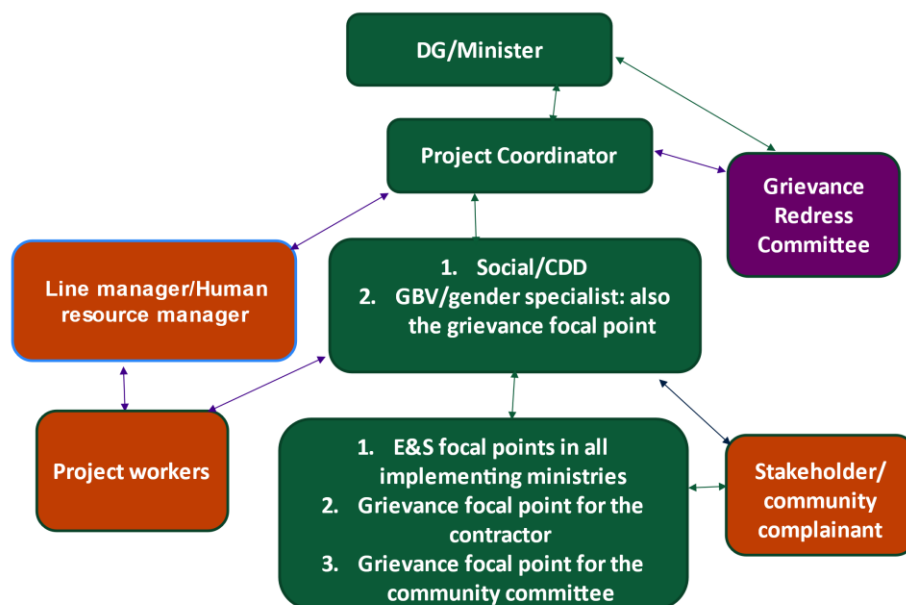 DG/Minister
Project Coordinator
Grievance
Redress
Committee
Line manager/Human
resource manager
1. Social/CDD
2. GBV/gender specialist: also
the grievance focal point
Project workers
1. E&S focal points in all
implementing ministries
2. Grievance focal point for the
contractor
3. Grievance focal point for the
community committee
Stakeholder/
community
complainant